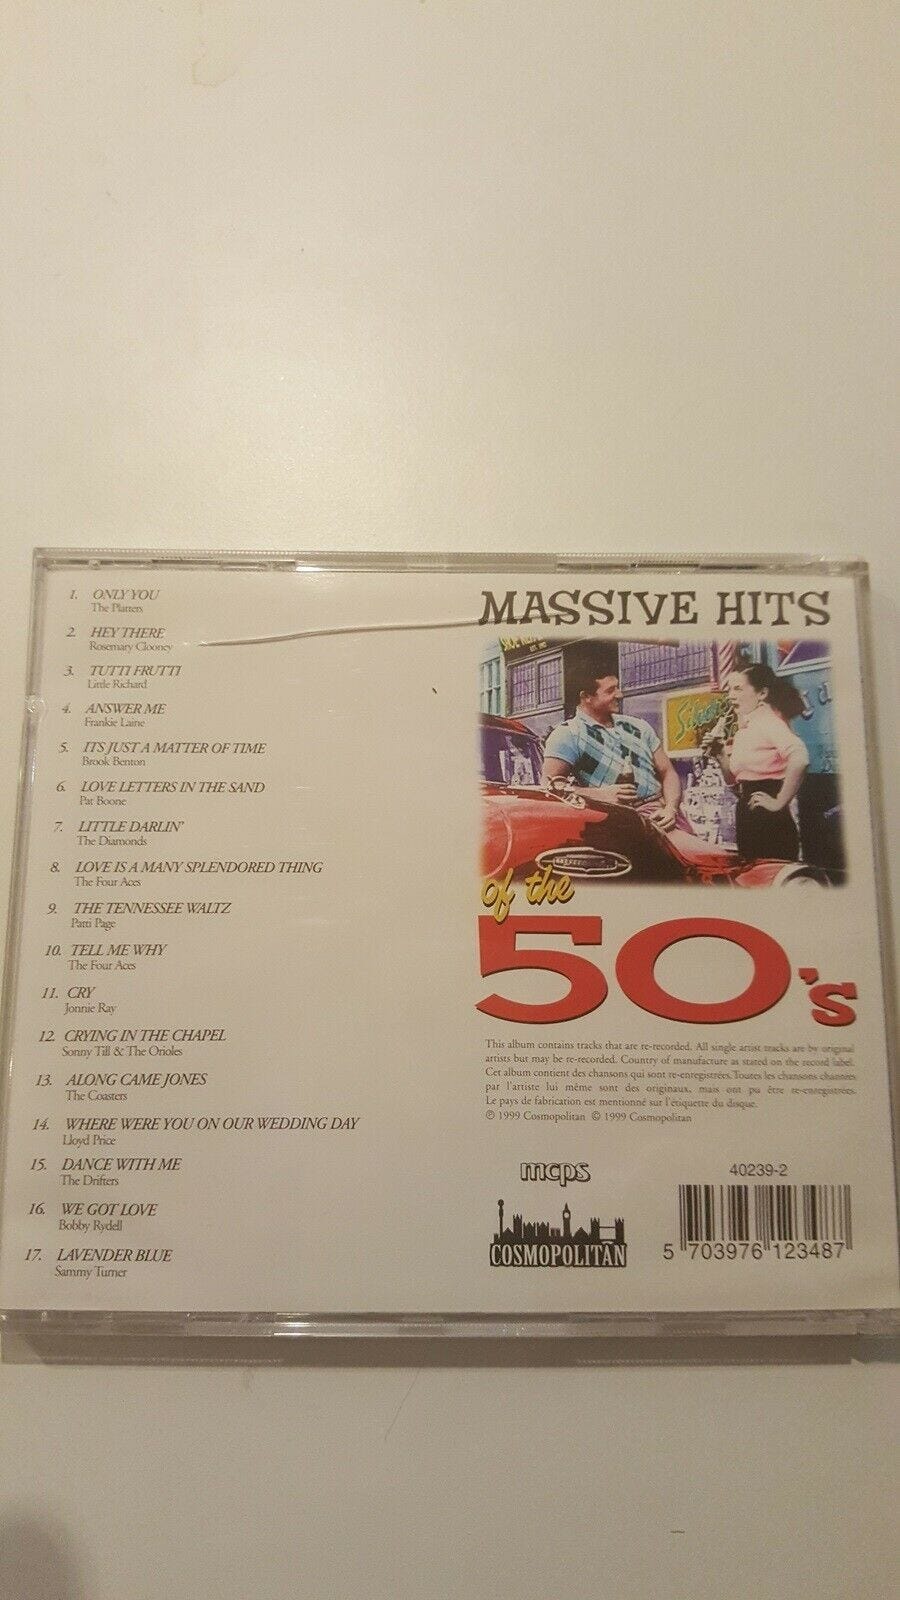 1. ONLY YOU
The Platters
2. HEY THERE
Rosemary Clooney
3. TUTTI FRUTTI
Little Richard
4. ANSWER ME
Frankie Laine
5. ITS JUST A MATTER OF TIME
Brook Benton
6. LOVE LETTERS IN THE SAND
Pat Boone
7. LITTLE DARLIN'
The Diamonds
8. LOVE IS A MANY SPLENDORED THING
The Four Aces
9. THE TENNESSEE WALTZ
Patti Page
10. TELL ME WHY
The Four Aces
11. CRY
Jonnie Ray
12. CRYING IN THE CHAPEL
Sonny Till & The Orioles
13. ALONG CAME JONES
The Coasters
14. WHERE WERE YOU ON OUR WEDDING DAY
Lloyd Price
15. DANCE WITH ME
The Drifters
16. WE GOT LOVE
Bobby Rydell
17. LAVENDER BLUE
Sammy Turner
MASSIVE HITS
of the
50's
This album contains tracks that are re-recorded. All single artist tracks are by original
artists but may be re-recorded. Country of manufacture as stated on the record label.
Cet album contient des chansons qui sont re-enregistrées. Toutes les chansons chantées
par l'artiste lui même sont des originaux, mais ont pu être re-enregistrées.
Le pays de fabrication est mentionné sur l'étiquette du disque.
℗ 1999 Cosmopolitan © 1999 Cosmopolitan
mcps
40239-2
COSMOPOLITAN
5 703976 123487